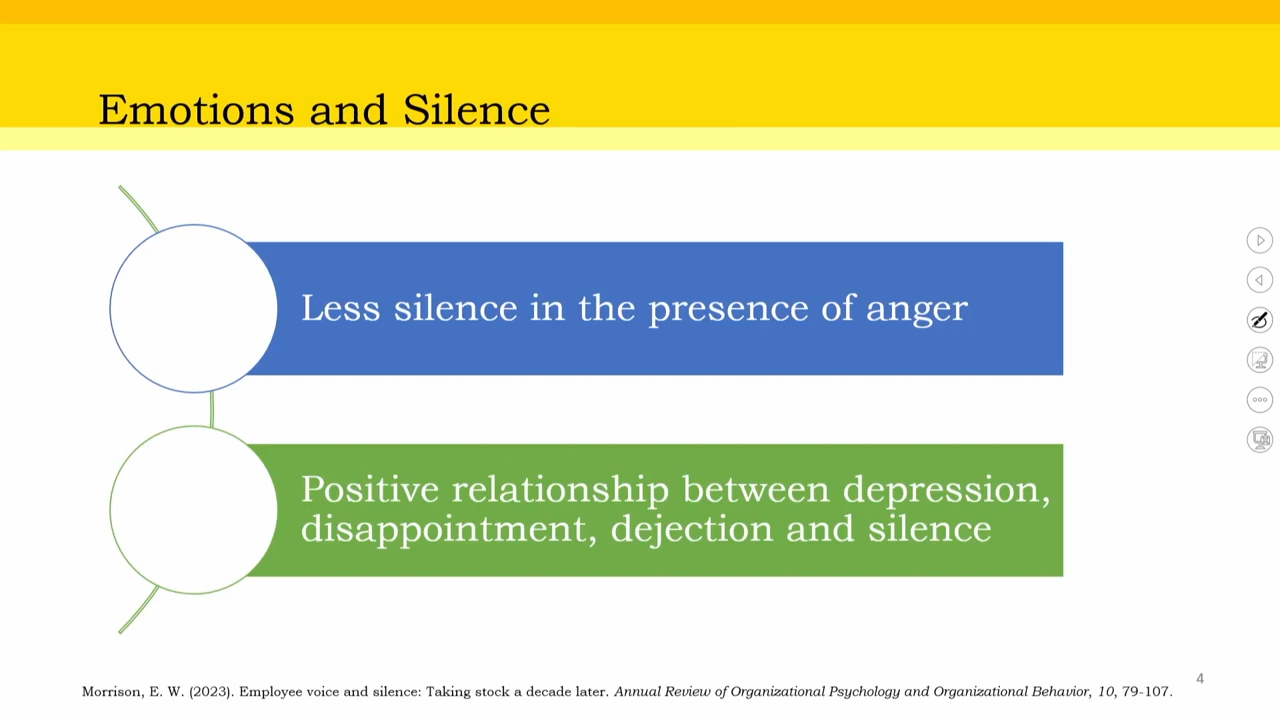 Emotions and Silence
Less silence in the presence of anger
Positive relationship between depression,
disappointment, dejection and silence
Morrison, E. W. (2023). Employee voice and silence: Taking stock a decade later. Annual Review of Organizational Psychology and Organizational Behavior, 10, 79-107.
4